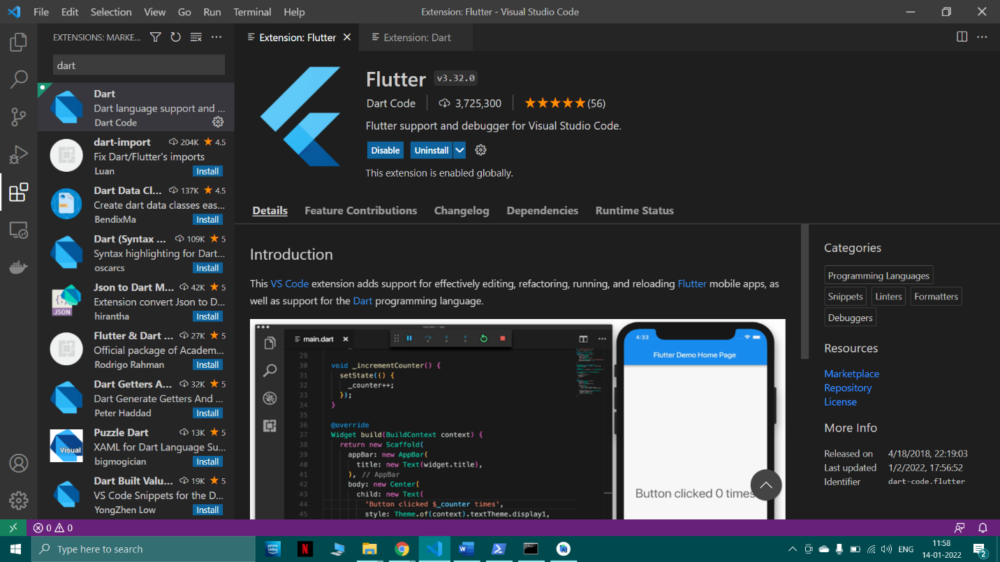 File Edit Selection View Go Run Terminal Help
Extension: Flutter - Visual Studio Code
EXTENSIONS: MARKE...
dart
Dart
Dart language support and ...
Dart Code
dart-import 204K 4.5
Fix Dart/Flutter's imports
Luan Install
Dart Data Cl... 137K 4.5
Create dart data classes eas...
BendixMa Install
Dart (Syntax ... 109K 5
Syntax highlighting for Dart...
oscarcs Install
Json to Dart M... 42K 5
Extension convert Json to D...
hirantha Install
JSON
Flutter & Dart ... 27K 5
Official package of Academ...
Rodrigo Rahman Install
Dart Getters A... 32K 5
Dart Generate Getters And ...
Peter Haddad Install
Puzzle Dart 13K 5
XAML for Dart Language Su...
bigmogician Install
Visual
Dart Built Valu... 19K 5
VS Code Snippets for the D...
YongZhen Low Install
Extension: Flutter Extension: Dart
Flutter v3.32.0
Dart Code 3,725,300 (56)
Flutter support and debugger for Visual Studio Code.
Disable Uninstall
This extension is enabled globally.
Details Feature Contributions Changelog Dependencies Runtime Status
Introduction
This VS Code extension adds support for effectively editing, refactoring, running, and reloading Flutter mobile apps, as
well as support for the Dart programming language.
main.dart
29
30 void _incrementCounter() {
31 setState(() {
32 _counter++;
33 });
34 }
35
36 @override
37 Widget build(BuildContext context) {
38 return new Scaffold(
39 appBar: new AppBar(
40 title: new Text(widget.title),
41 ), // AppBar
42 body: new Center(
43 child: new Text(
44 'Button clicked $_counter times',
45 style: Theme.of(context).textTheme.display1,
4:33
Flutter Demo Home Page
Button clicked 0 times
Categories
Programming Languages
Snippets Linters Formatters
Debuggers
Resources
Marketplace
Repository
License
More Info
Released on 4/18/2018, 22:19:03
Last updated 1/2/2022, 17:56:52
Identifier dart-code.flutter
0 0
Type here to search
prime video
N
W
ENG
11:58
14-01-2022
2